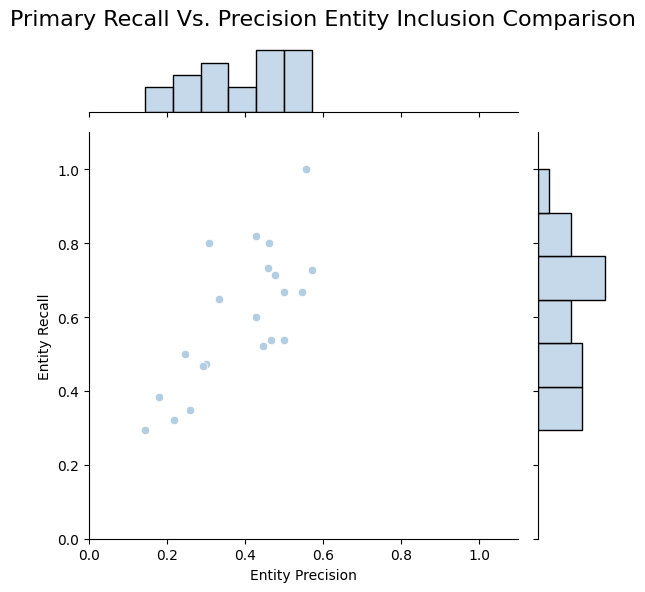 Primary Recall Vs. Precision Entity Inclusion Comparison
1.0
0.8
0.6
0.4
0.2
0.0
Entity Recall
0.0 0.2 0.4 0.6 0.8 1.0
Entity Precision